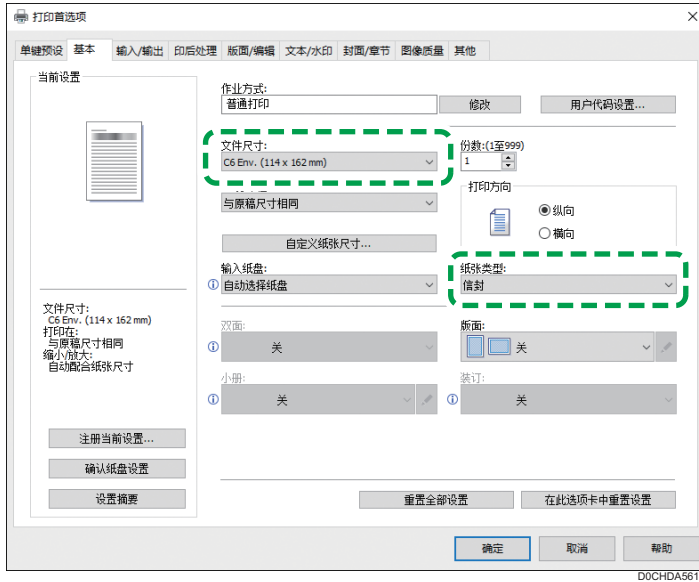 打印首选项
单键预设 基本 输入/输出 印后处理 版面/编辑 文本/水印 封面/章节 图像质量 其他
当前设置
作业方式:
普通打印
修改
用户代码设置...
文件尺寸:
C6 Env. (114 x 162 mm)
份数:(1至999)
1
打印方向
纵向
横向
与原稿尺寸相同
自定义纸张尺寸...
输入纸盘:
自动选择纸盘
纸张类型:
信封
文件尺寸:
C6 Env. (114 x 162 mm)
打印在:
与原稿尺寸相同
缩小/放大:
自动配合纸张尺寸
双面:
关
版面:
关
小册:
关
装订:
关
注册当前设置...
确认纸盘设置
设置摘要
重置全部设置
在此选项卡中重置设置
确定
取消
帮助
D0CHDA561